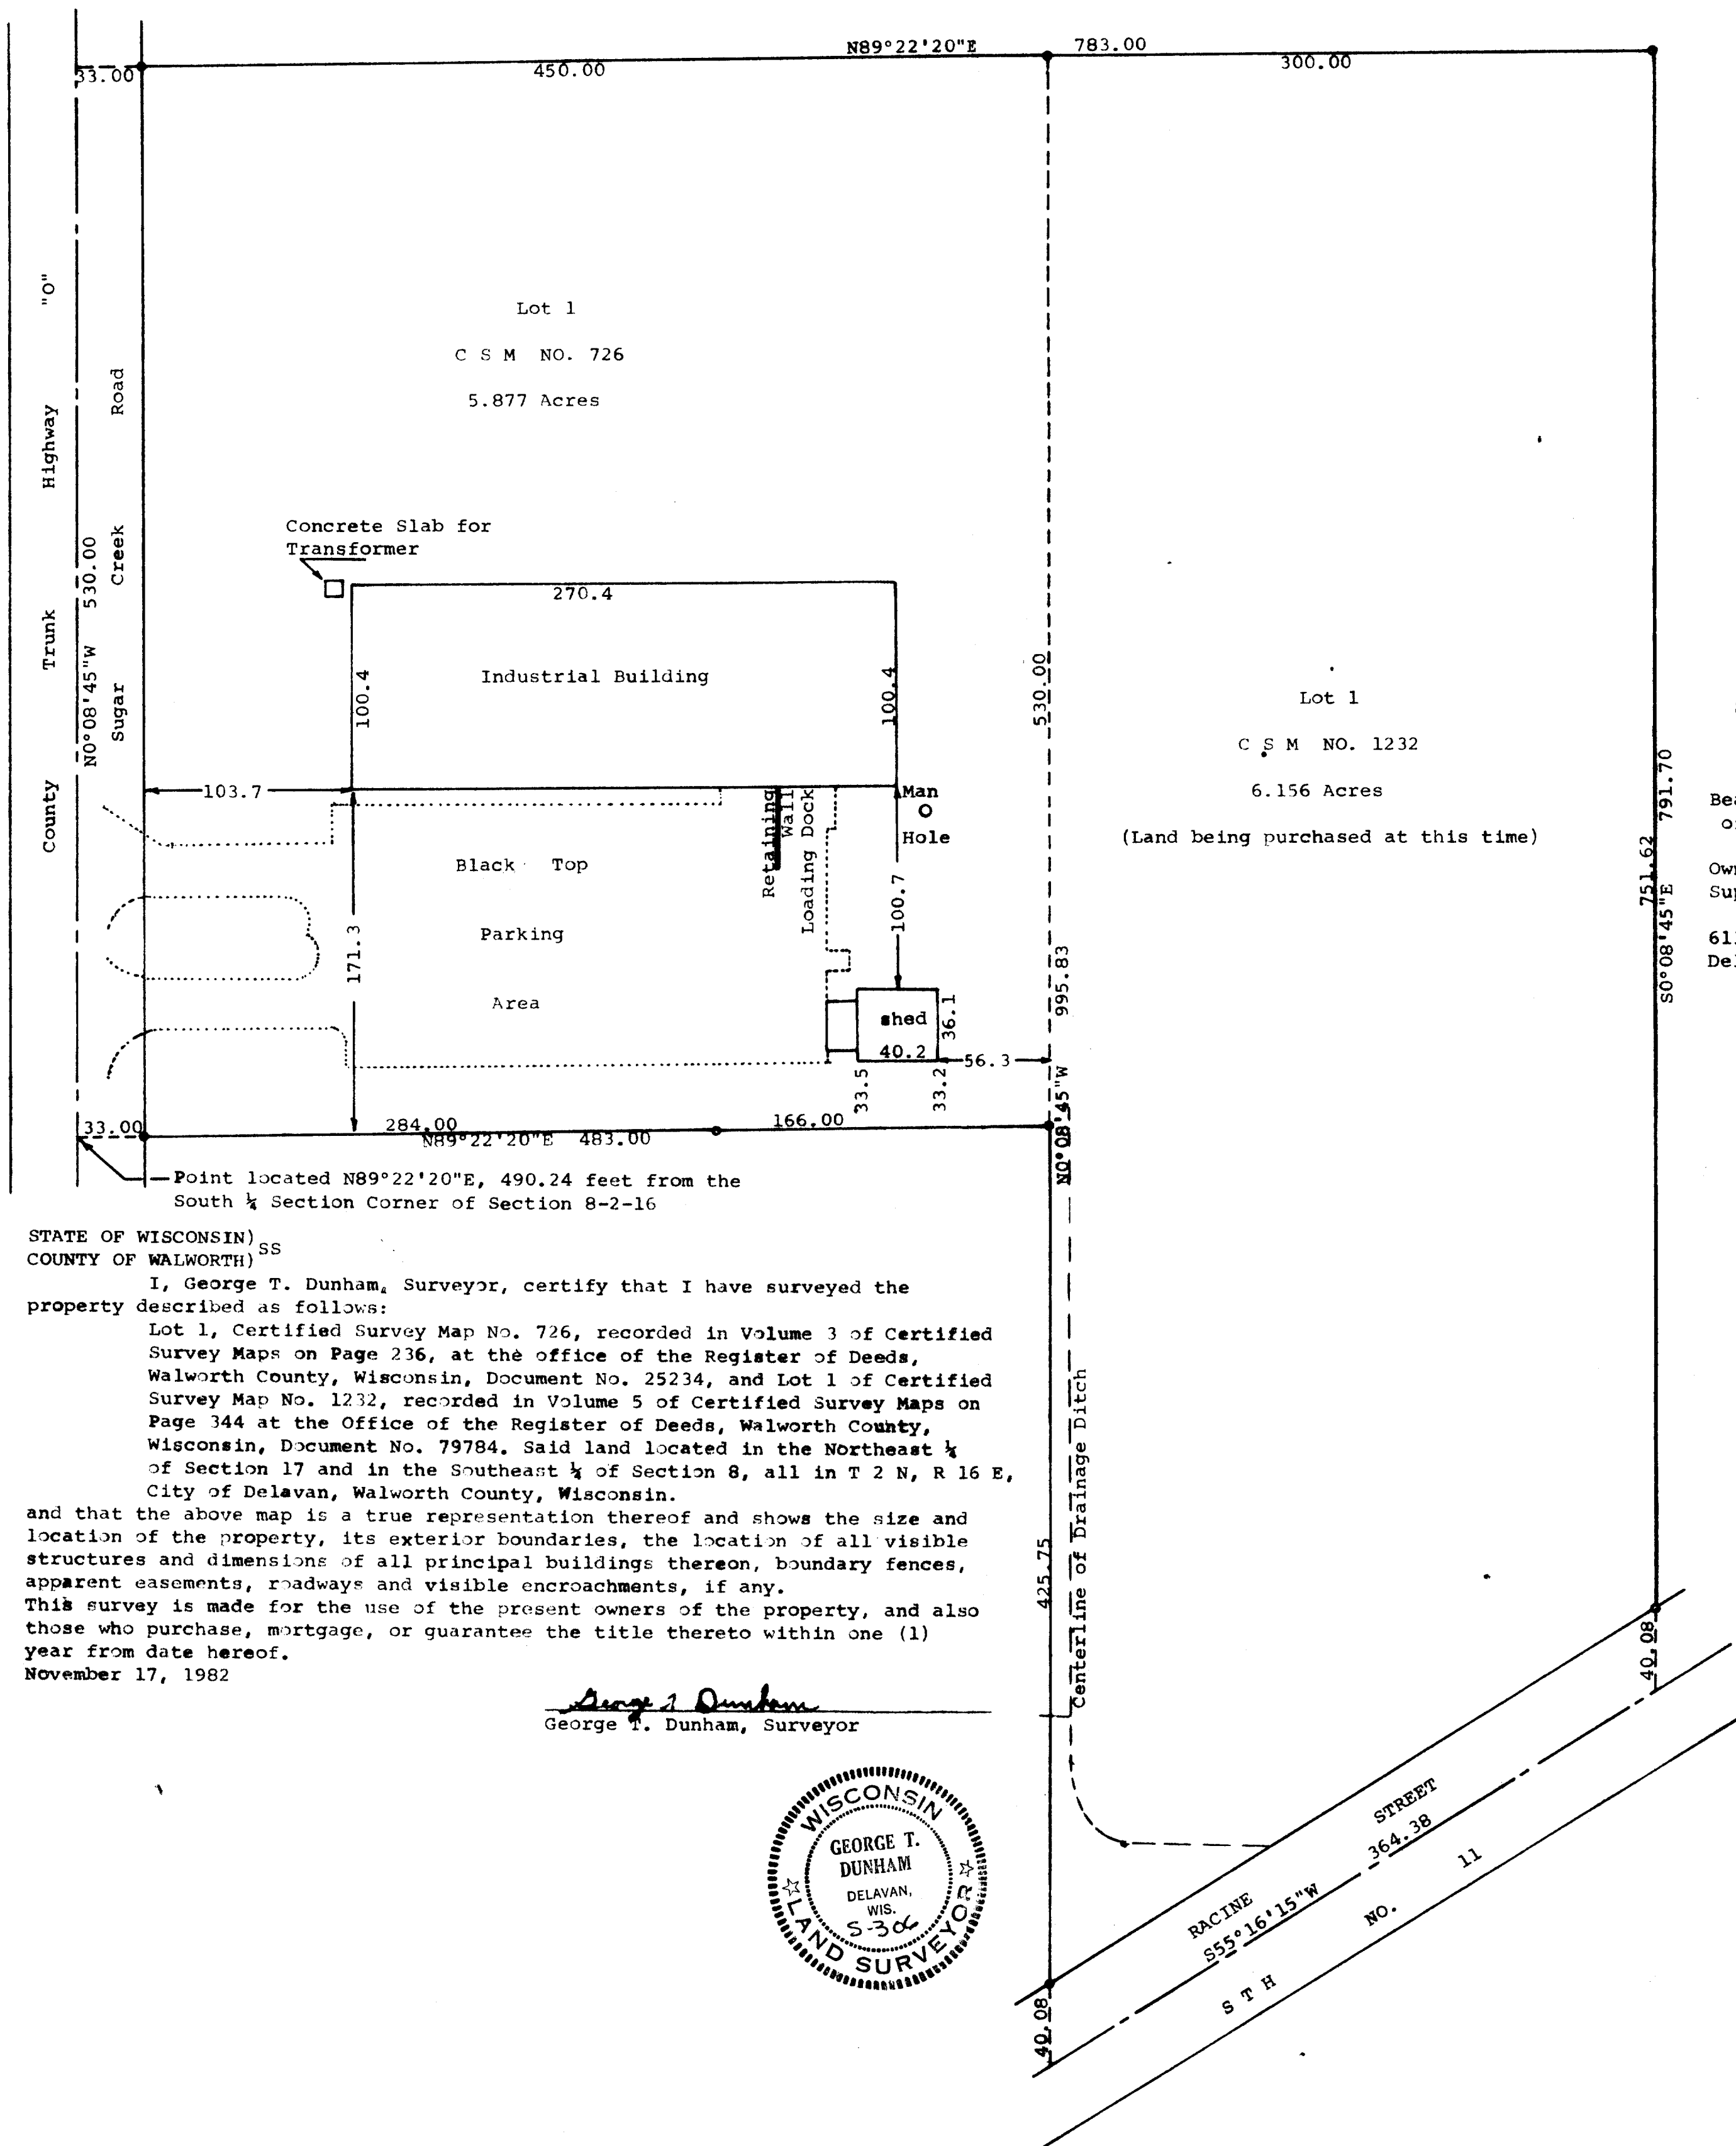 N89°22'20"E 783.00
33.00
450.00
300.00
County Trunk Highway "O"
N0°08'45"W 530.00
Sugar Creek Road
Lot 1
C S M NO. 726
5.877 Acres
Concrete Slab for
Transformer
270.4
100.4
Industrial Building
100.4
530.00
Lot 1
C S M NO. 1232
6.156 Acres
(Land being purchased at this time)
751.62
S0°08'45"E 791.70
103.7
171.3
Black Top
Parking
Area
Retaining
Wall
Loading Dock
Man
Hole
100.7
shed
40.2
36.1
56.3
33.5
33.2
N0°08'45"W 995.83
33.00
284.00
166.00
N89°22'20"E 483.00
Point located N89°22'20"E, 490.24 feet from the
South ¼ Section Corner of Section 8-2-16
STATE OF WISCONSIN)
SS
COUNTY OF WALWORTH)
I, George T. Dunham, Surveyor, certify that I have surveyed the
property described as follows:
Lot 1, Certified Survey Map No. 726, recorded in Volume 3 of Certified
Survey Maps on Page 236, at the office of the Register of Deeds,
Walworth County, Wisconsin, Document No. 25234, and Lot 1 of Certified
Survey Map No. 1232, recorded in Volume 5 of Certified Survey Maps on
Page 344 at the Office of the Register of Deeds, Walworth County,
Wisconsin, Document No. 79784. Said land located in the Northeast ¼
of Section 17 and in the Southeast ¼ of Section 8, all in T 2 N, R 16 E,
City of Delavan, Walworth County, Wisconsin.
and that the above map is a true representation thereof and shows the size and
location of the property, its exterior boundaries, the location of all visible
structures and dimensions of all principal buildings thereon, boundary fences,
apparent easements, roadways and visible encroachments, if any.
This survey is made for the use of the present owners of the property, and also
those who purchase, mortgage, or guarantee the title thereto within one (1)
year from date hereof.
November 17, 1982
George T Dunham
George T. Dunham, Surveyor
WISCONSIN
GEORGE T.
DUNHAM
DELAVAN,
WIS.
S-306
LAND SURVEYOR
425.75
Centerline of Drainage Ditch
40.08
40.08
RACINE STREET
S55°16'15"W 364.38
S T H NO. 11